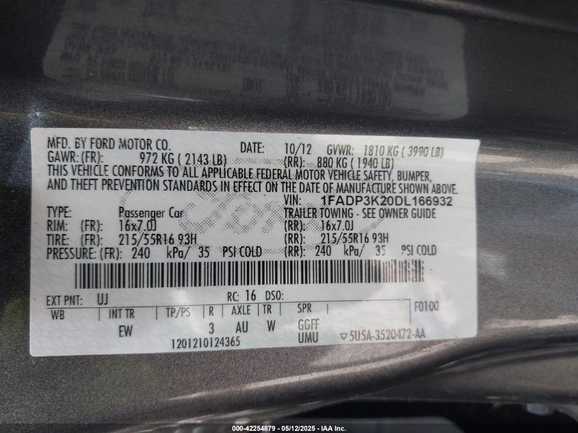 MFD. BY FORD MOTOR CO.
DATE: 10/12 GVWR: 1810 KG ( 3990 LB)
GAWR: (FR) 972 KG ( 2143 LB) (RR): 880 KG ( 1940 LB)
THIS VEHICLE CONFORMS TO ALL APPLICABLE FEDERAL MOTOR VEHICLE SAFETY, BUMPER,
AND THEFT PREVENTION STANDARDS IN EFFECT ON THE DATE OF MANUFACTURE SHOWN ABOVE.
VIN: 1FADP3K20DL166932
TYPE: Passenger Car TRAILER TOWING - SEE OWNER GUIDE
RIM: (FR) 16x7.0J (RR): 16x7.0J
TIRE: (FR) 215/55R16 93H (RR): 215/55R16 93H
PRESSURE: (FR) 240 kPa/ 35 PSI COLD (RR): 240 kPa/ 35 PSI COLD
EXT PNT: UJ RC: 16 DSO:
WB INT TR TP/PS R AXLE TR SPR F0100
EW 3 AU W GGFF
UMU
1201210124365 5U5A-3520472-AA
000-42254879 - 05/12/2025 - IAAI.com